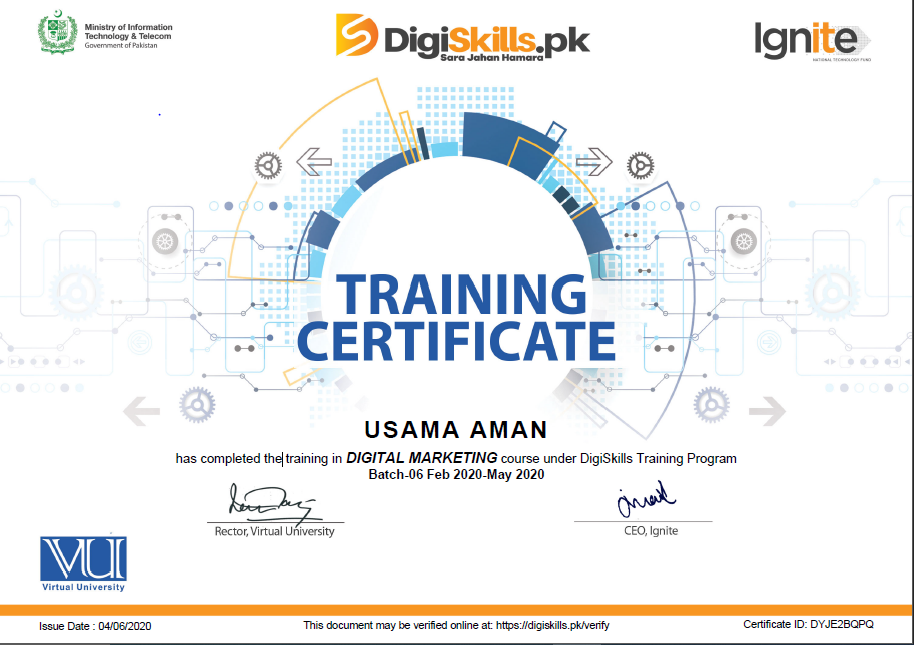 Ministry of Information
Technology & Telecom
Government of Pakistan
DigiSkills.pk
Sara Jahan Hamara
Ignite
NATIONAL TECHNOLOGY FUND
TRAINING
CERTIFICATE
USAMA AMAN
has completed the training in DIGITAL MARKETING course under DigiSkills Training Program
Batch-06 Feb 2020-May 2020
Rector, Virtual University
CEO, Ignite
VU
Virtual University
Issue Date : 04/06/2020
This document may be verified online at: https://digiskills.pk/verify
Certificate ID: DYJE2BQPQ